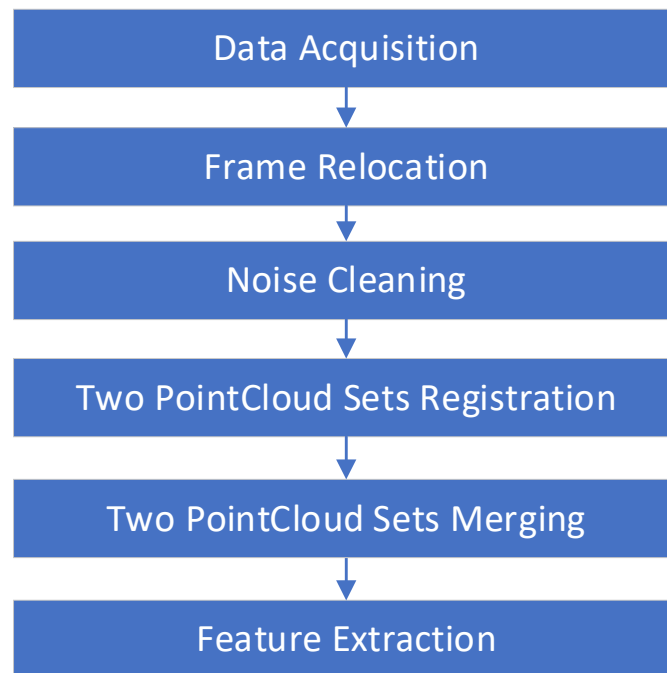 Data Acquisition
Frame Relocation
Noise Cleaning
Two PointCloud Sets Registration
Two PointCloud Sets Merging
Feature Extraction